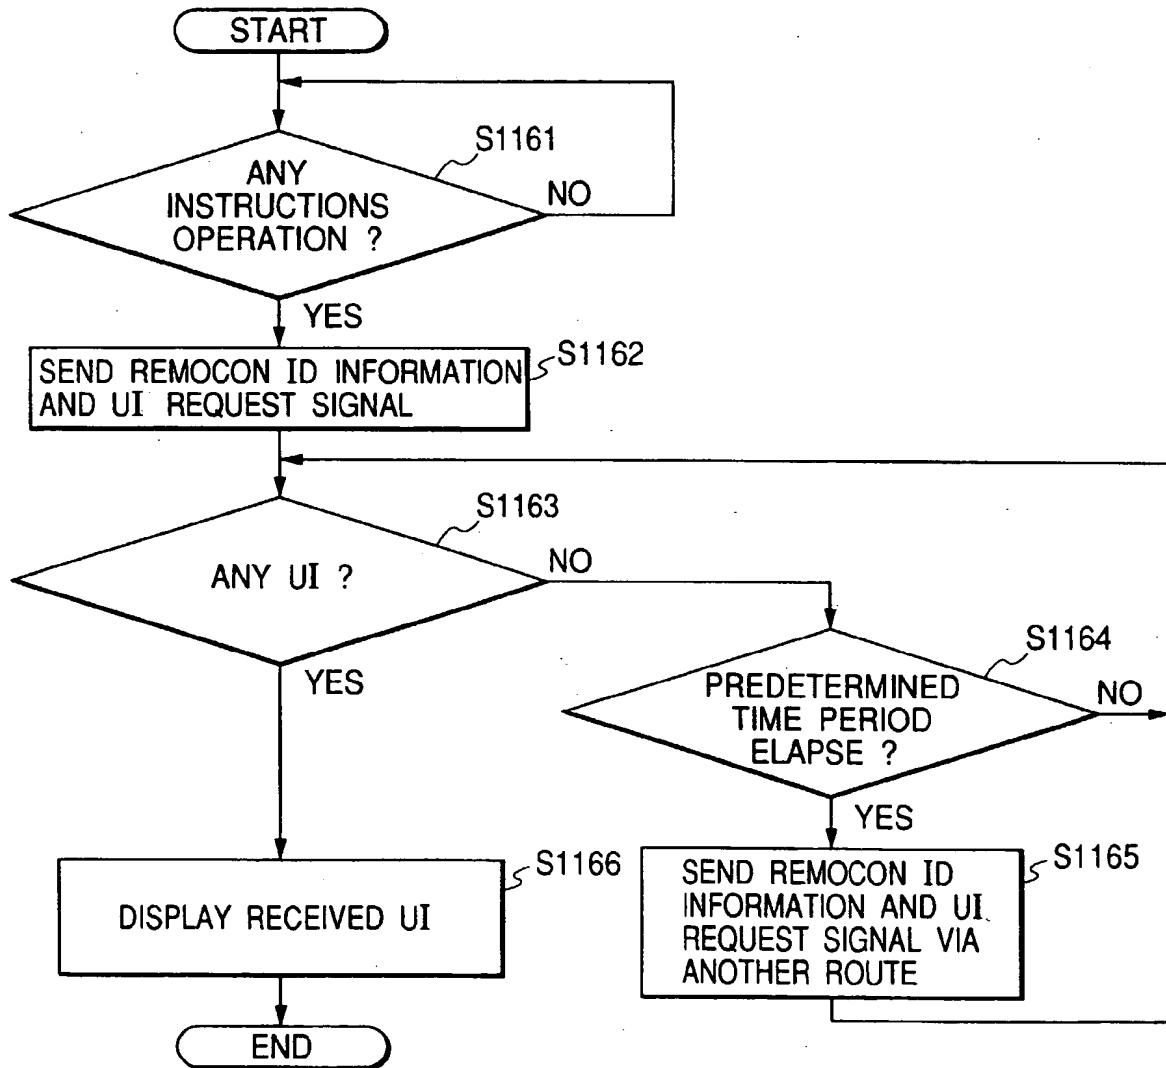 START
S1161
ANY
INSTRUCTIONS
OPERATION ?
NO
YES
S1162
SEND REMOCON ID INFORMATION
AND UI REQUEST SIGNAL
S1163
ANY UI ?
NO
YES
S1164
PREDETERMINED
TIME PERIOD
ELAPSE ?
NO
YES
S1166
DISPLAY RECEIVED UI
S1165
SEND REMOCON ID
INFORMATION AND UI
REQUEST SIGNAL VIA
ANOTHER ROUTE
END